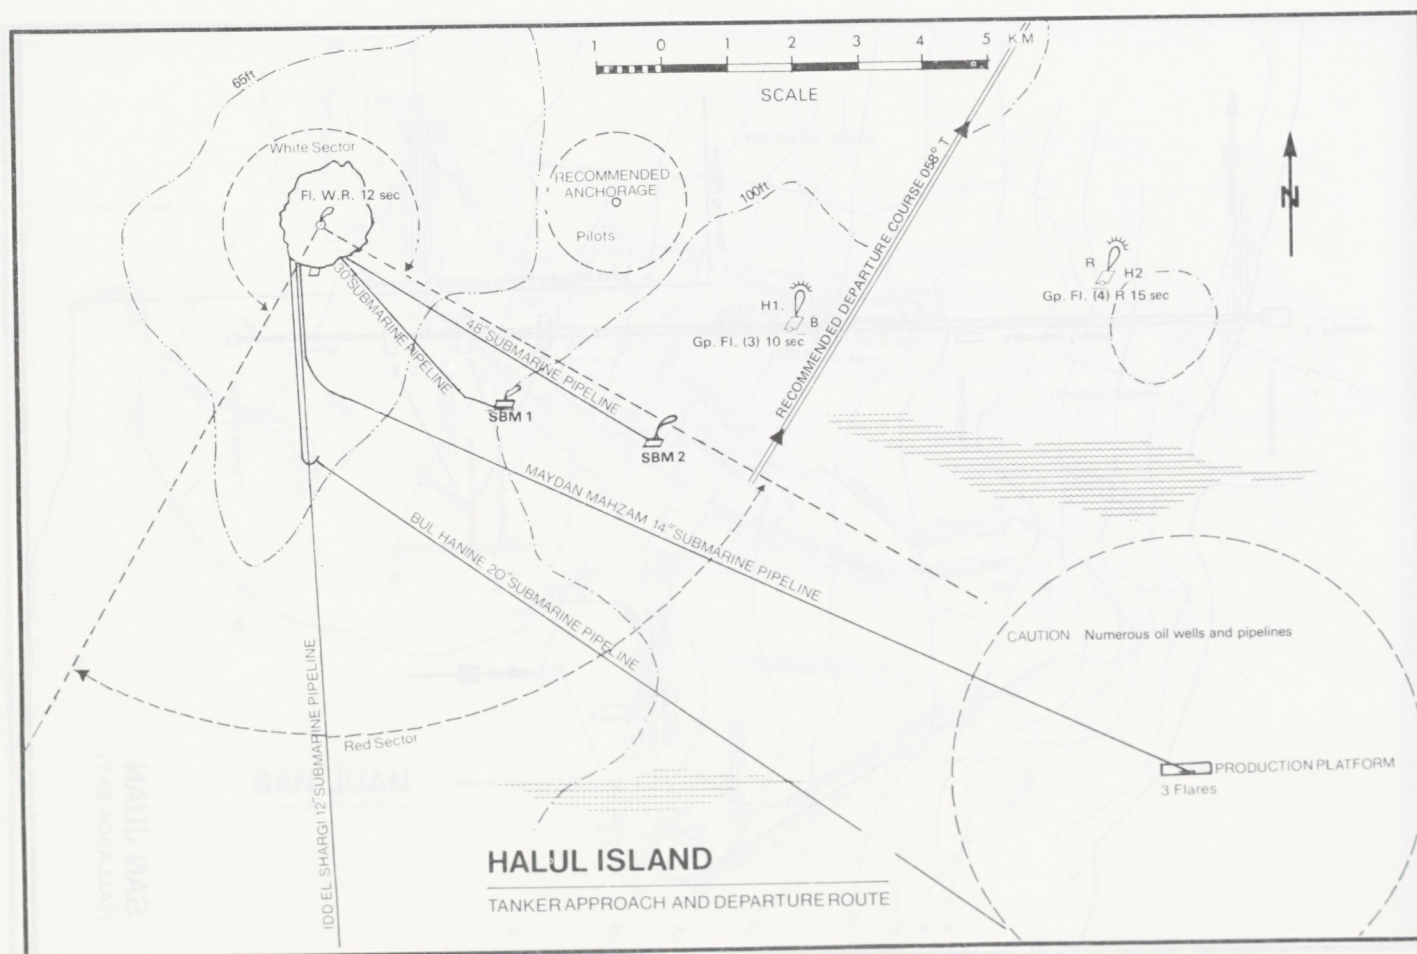 1 0 1 2 3 4 5 K.M
SCALE
65ft
White Sector
Fl. W.R. 12 sec
RECOMMENDED
ANCHORAGE
Pilots
100ft
RECOMMENDED DEPARTURE COURSE 058° T
N
R
H2
Gp. Fl. (4) R 15 sec
H1.
B
Gp. Fl. (3) 10 sec
30"SUBMARINE PIPELINE
48"SUBMARINE PIPELINE
SBM 1
SBM 2
MAYDAN MAHZAM 14"SUBMARINE PIPELINE
BUL HANINE 20"SUBMARINE PIPELINE
IDD EL SHARGI 12"SUBMARINE PIPELINE
Red Sector
CAUTION Numerous oil wells and pipelines
PRODUCTION PLATFORM
3 Flares
HALUL ISLAND
TANKER APPROACH AND DEPARTURE ROUTE
SAN JUAN
SAN JUAN